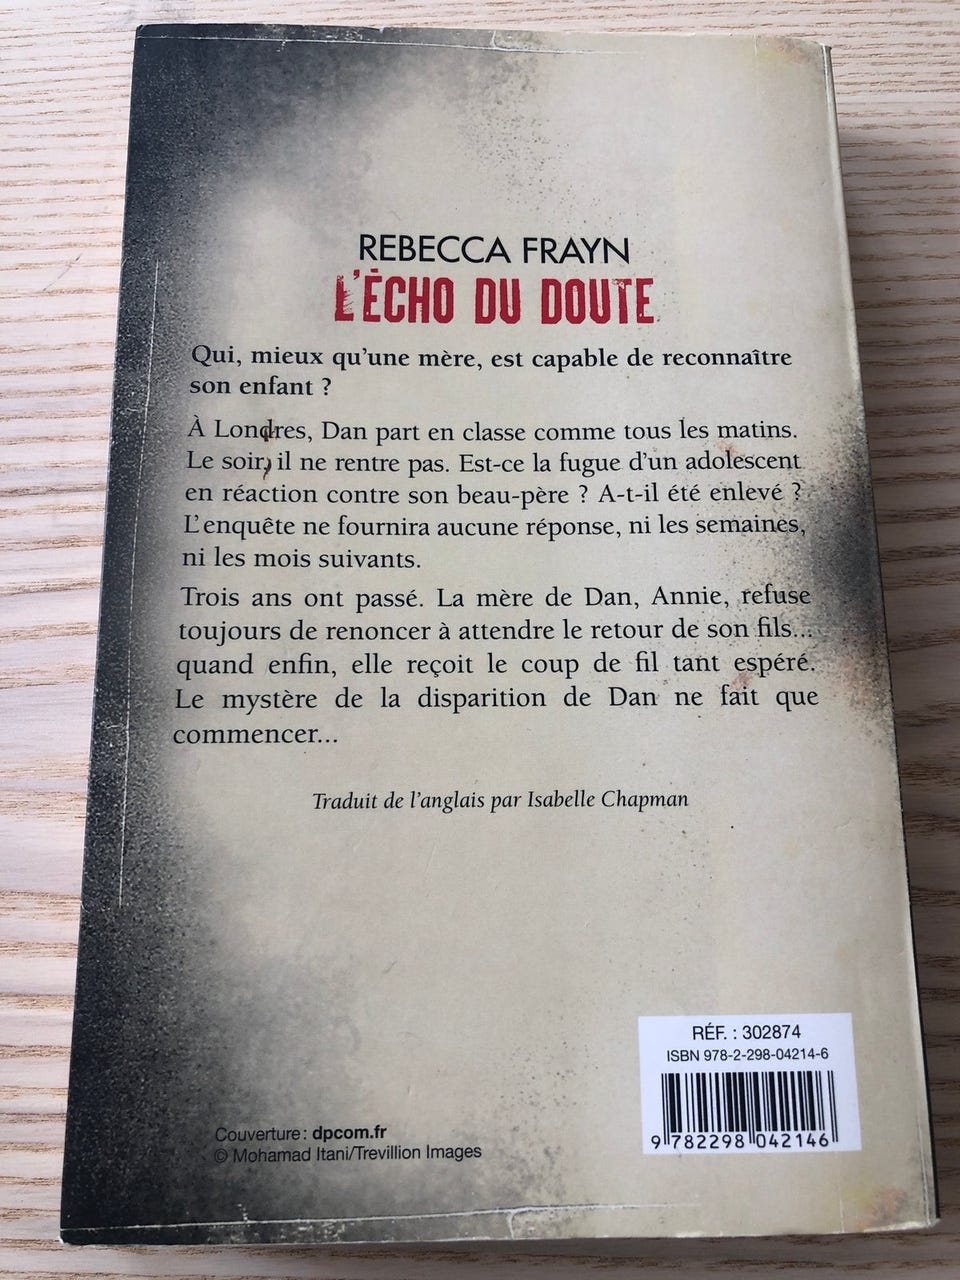 REBECCA FRAYN
L'ÉCHO DU DOUTE
Qui, mieux qu'une mère, est capable de reconnaître
son enfant ?
À Londres, Dan part en classe comme tous les matins.
Le soir, il ne rentre pas. Est-ce la fugue d'un adolescent
en réaction contre son beau-père ? A-t-il été enlevé ?
L'enquête ne fournira aucune réponse, ni les semaines,
ni les mois suivants.
Trois ans ont passé. La mère de Dan, Annie, refuse
toujours de renoncer à attendre le retour de son fils...
quand enfin, elle reçoit le coup de fil tant espéré.
Le mystère de la disparition de Dan ne fait que
commencer...
Traduit de l'anglais par Isabelle Chapman
RÉF. : 302874
ISBN 978-2-298-04214-6
9 782298 042146
Couverture : dpcom.fr
© Mohamad Itani/Trevillion Images